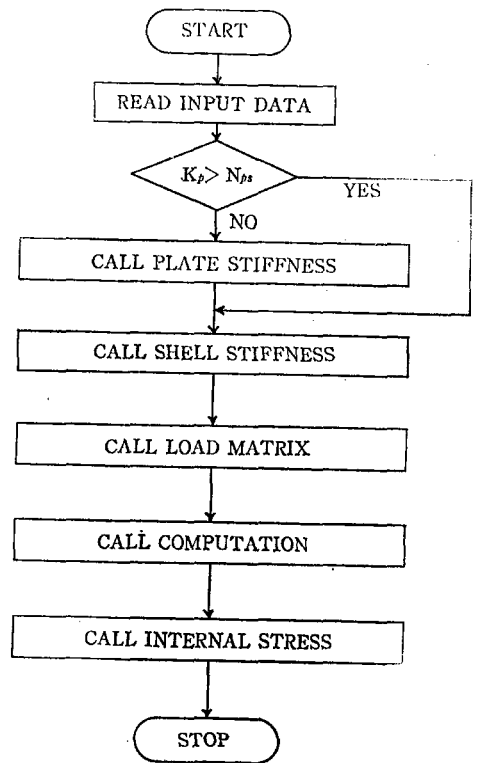 START
READ INPUT DATA
Kp > Nps
YES
NO
CALL PLATE STIFFNESS
CALL SHELL STIFFNESS
CALL LOAD MATRIX
CALL COMPUTATION
CALL INTERNAL STRESS
STOP